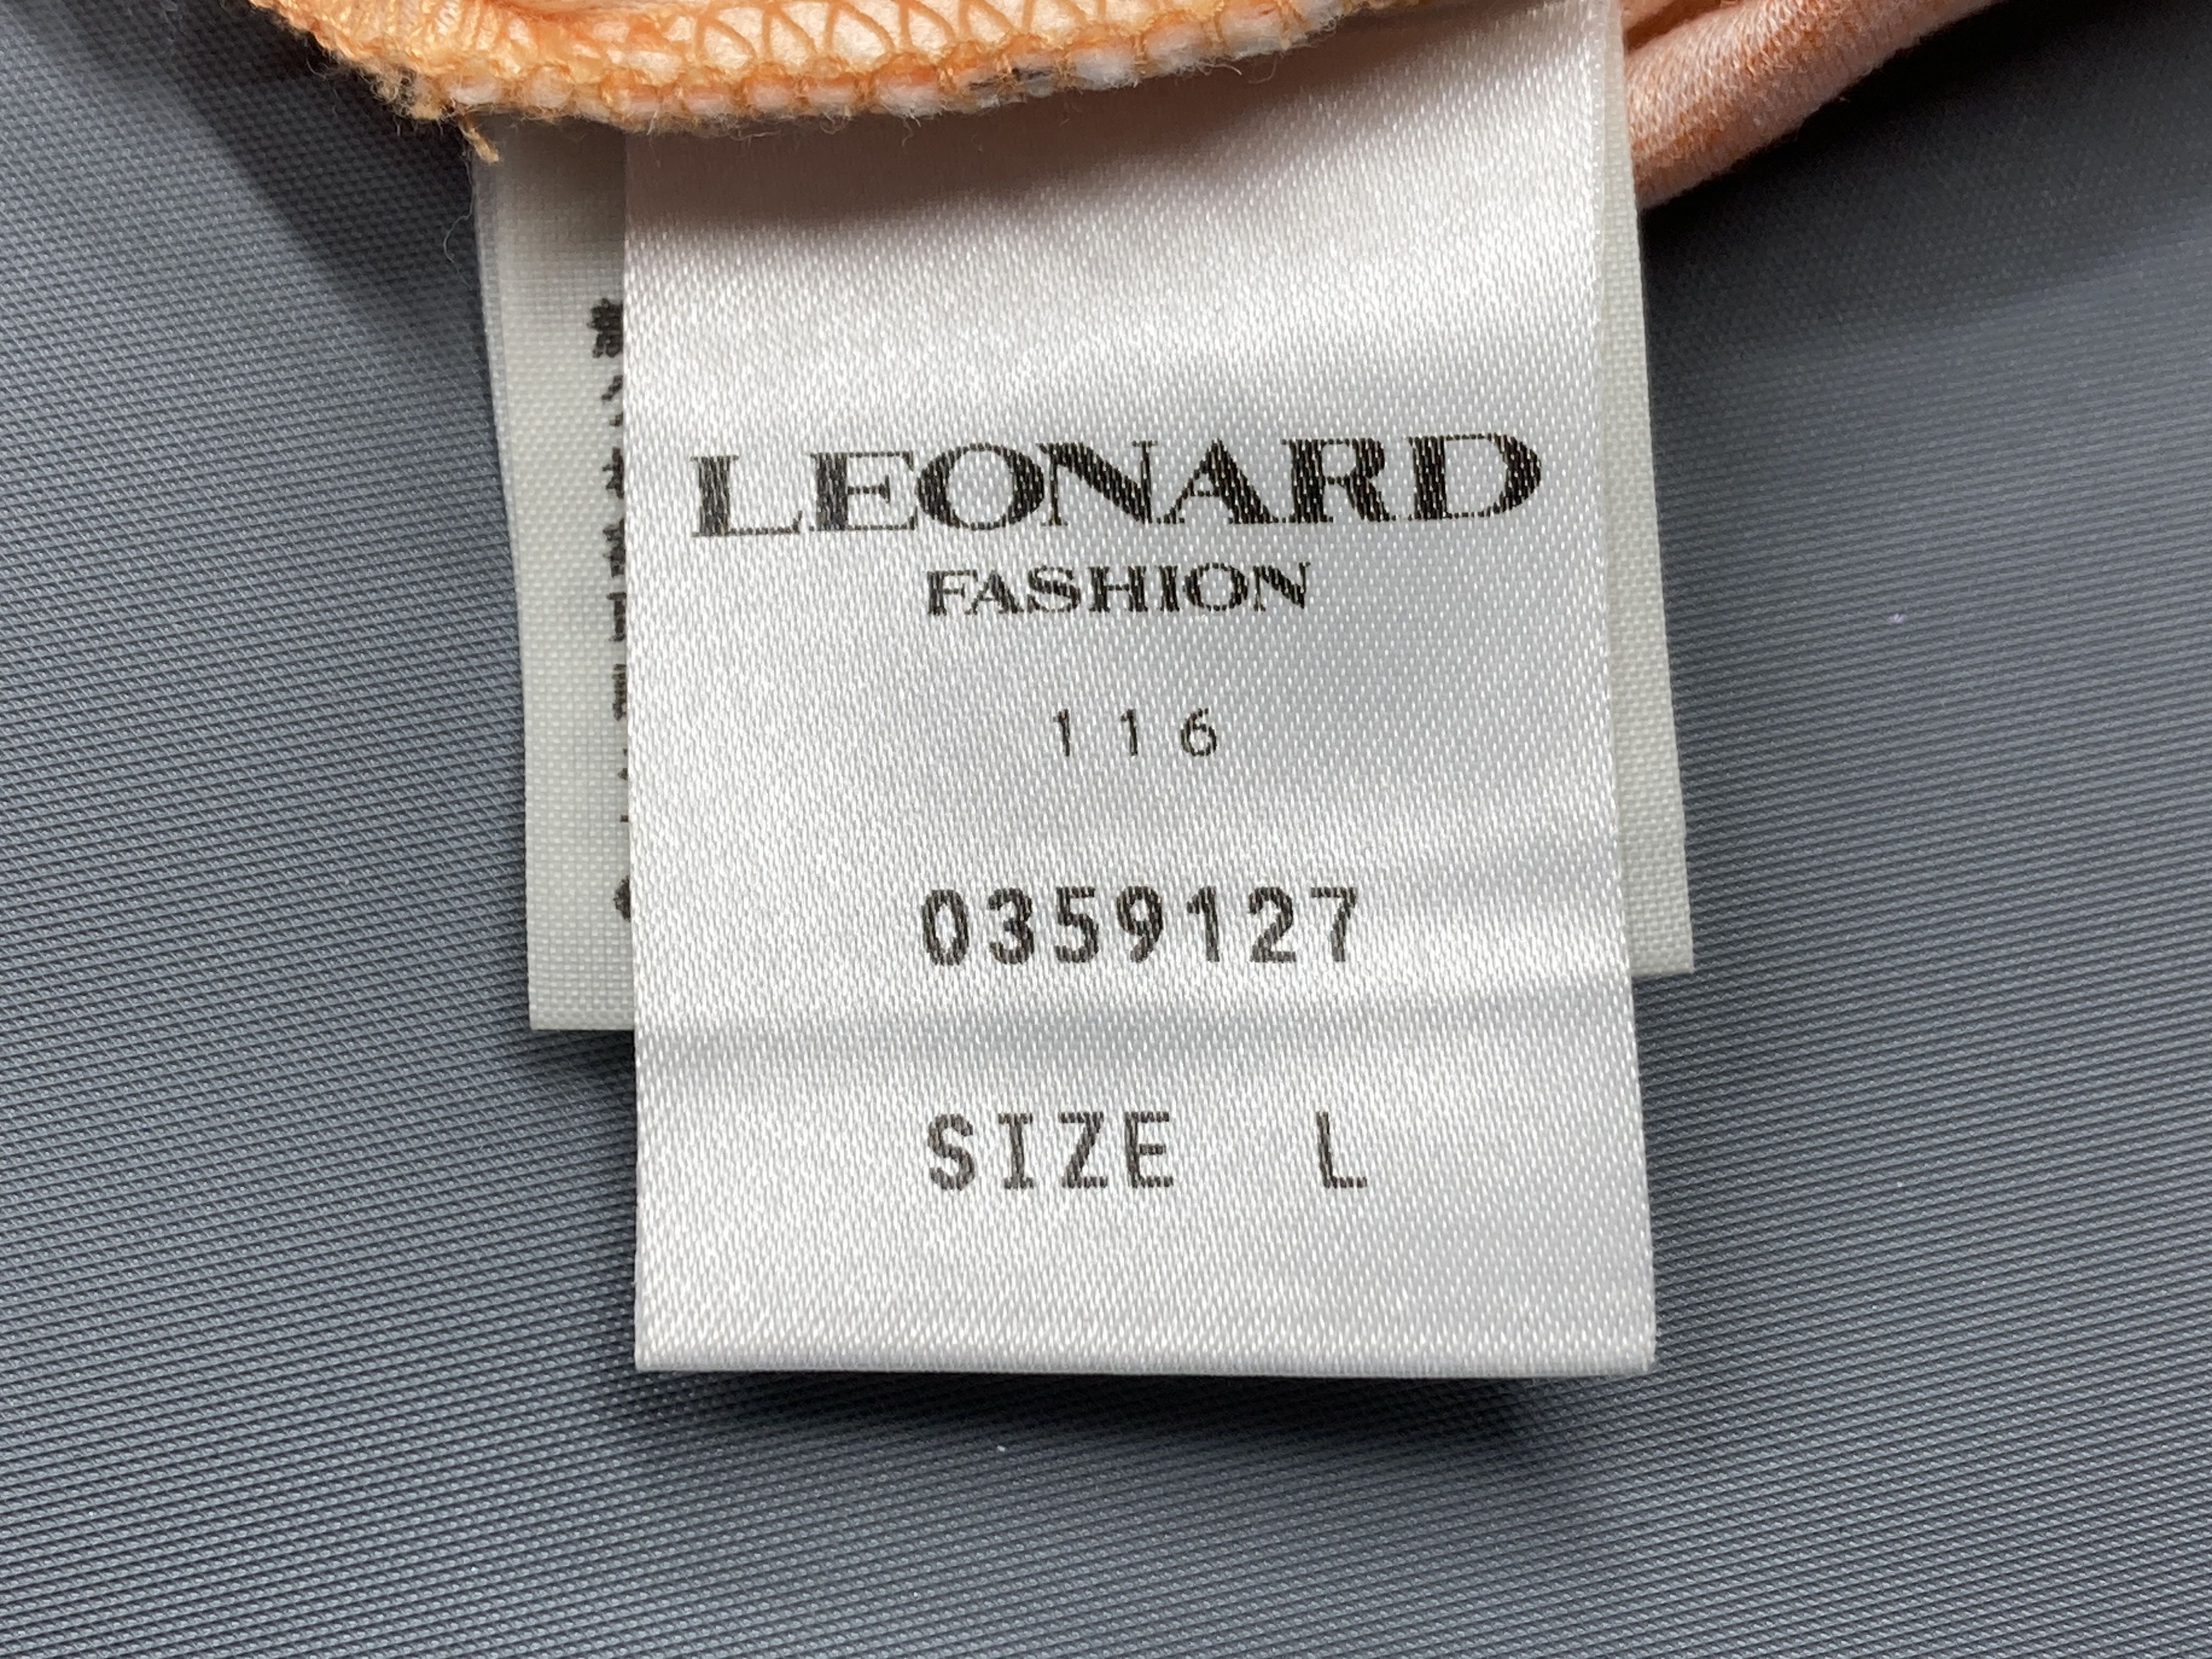 LEONARD
FASHION
116
0359127
SIZE L